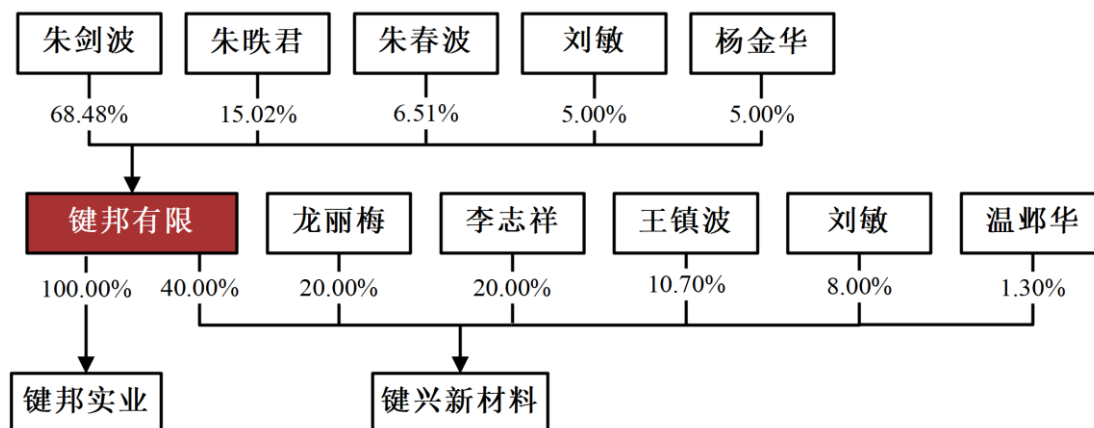 朱剑波 朱昳君 朱春波 刘敏 杨金华
68.48% 15.02% 6.51% 5.00% 5.00%
键邦有限 龙丽梅 李志祥 王镇波 刘敏 温邺华
100.00% 40.00% 20.00% 20.00% 10.70% 8.00% 1.30%
键邦实业 键兴新材料